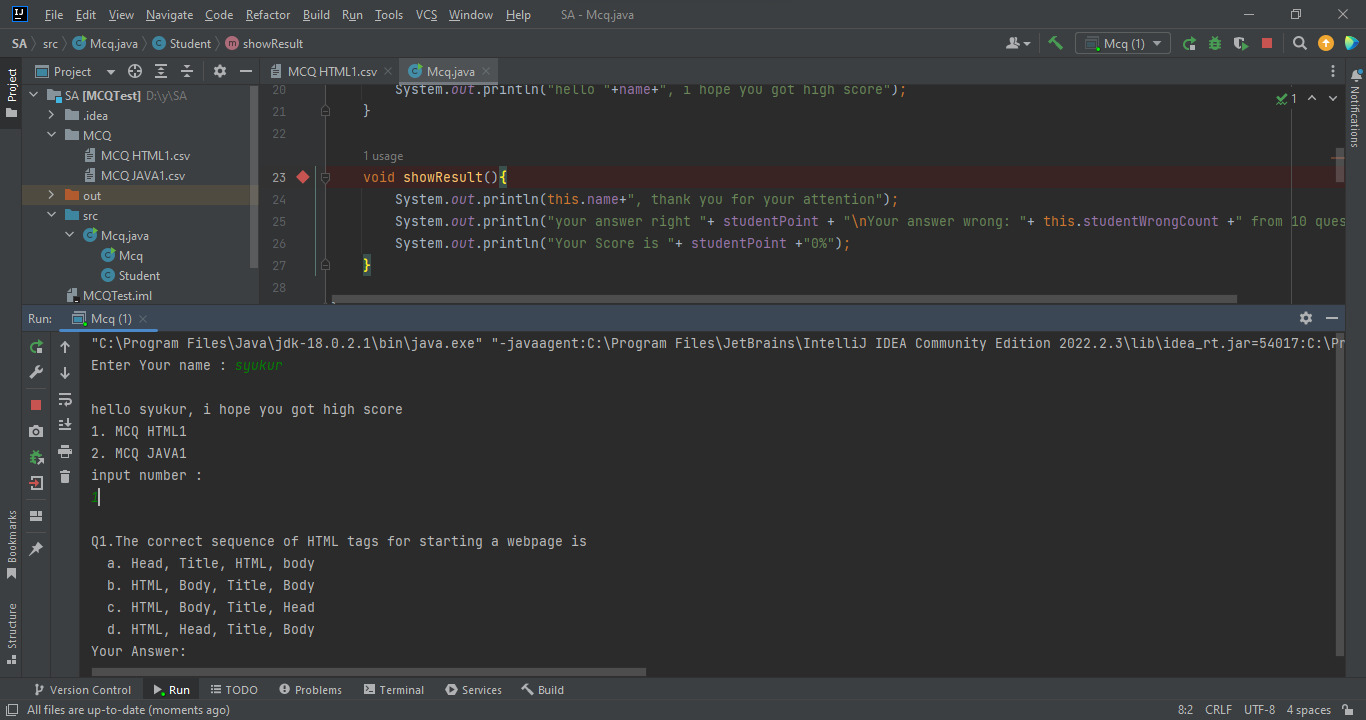 IJ File Edit View Navigate Code Refactor Build Run Tools VCS Window Help SA - Mcq.java
SA src Mcq.java Student m showResult Mcq (1)
Project MCQ HTML1.csv Mcq.java
Project
SA [MCQTest] D:\y\SA
.idea
MCQ
MCQ HTML1.csv
MCQ JAVA1.csv
out
src
Mcq.java
Mcq
Student
MCQTest.iml
20 System.out.println("hello "+name+", i hope you got high score");
21 }
22
1 usage
23 void showResult(){
24 System.out.println(this.name+", thank you for your attention");
25 System.out.println("your answer right "+ studentPoint + "\nYour answer wrong: "+ this.studentWrongCount +" from 10 ques
26 System.out.println("Your Score is "+ studentPoint +"0%");
27 }
28
1
Notifications
Run: Mcq (1)
"C:\Program Files\Java\jdk-18.0.2.1\bin\java.exe" "-javaagent:C:\Program Files\JetBrains\IntelliJ IDEA Community Edition 2022.2.3\lib\idea_rt.jar=54017:C:\Pr
Enter Your name : syukur
hello syukur, i hope you got high score
1. MCQ HTML1
2. MCQ JAVA1
input number :
1
Q1.The correct sequence of HTML tags for starting a webpage is
a. Head, Title, HTML, body
b. HTML, Body, Title, Body
c. HTML, Body, Title, Head
d. HTML, Head, Title, Body
Your Answer:
Bookmarks
Structure
Version Control Run TODO Problems Terminal Services Build
All files are up-to-date (moments ago) 8:2 CRLF UTF-8 4 spaces